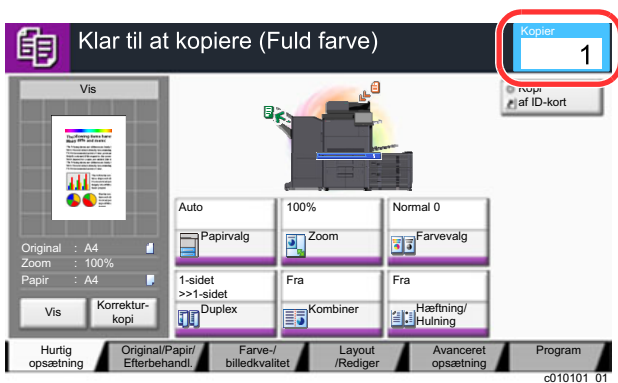 Klar til at kopiere (Fuld farve)
Kopier
1
Vis
Kopi
af ID-kort
Original : A4
Zoom : 100%
Papir : A4
Vis
Korrektur-
kopi
Auto
Papirvalg
100%
Zoom
Normal 0
Farvevalg
1-sidet
>>1-sidet
Duplex
Fra
Kombiner
Fra
Hæftning/
Hulning
Hurtig
opsætning
Original/Papir/
Efterbehandl.
Farve-/
billedkvalitet
Layout
/Rediger
Avanceret
opsætning
Program
c010101_01